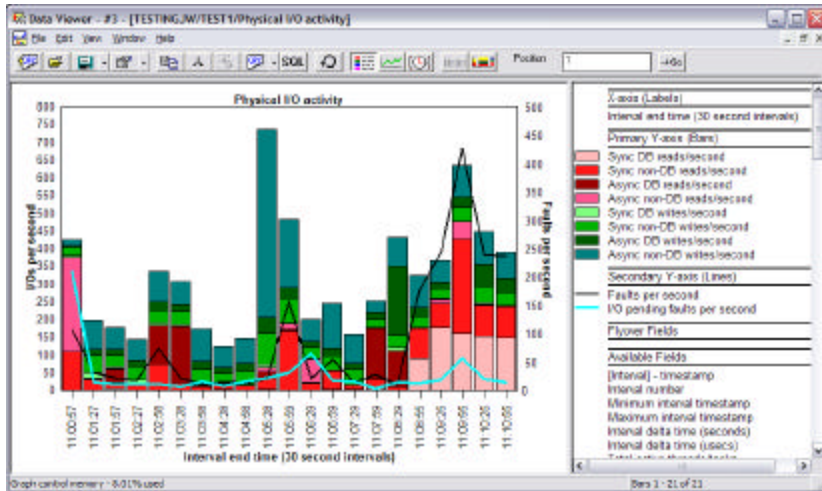 Data Viewer - #3 - [TESTINGJW/TEST1/Physical I/O activity]
File Edit View Window Help
SQL Position 1
Physical I/O activity
I/Os per second
800
750
700
650
600
550
500
450
400
350
300
250
200
150
100
50
0
Faults per second
500
450
400
350
300
250
200
150
100
50
0
11:00:57 11:01:27 11:01:57 11:02:27 11:02:58 11:03:28 11:03:58 11:04:28 11:04:58 11:05:28 11:05:59 11:06:29 11:06:59 11:07:29 11:07:59 11:08:29 11:08:55 11:09:25 11:09:55 11:10:25 11:10:55
Interval end time (30 second intervals)
X-axis (Labels)
Interval end time (30 second intervals)
Primary Y-axis (Bars)
Sync DB reads/second
Sync non-DB reads/second
Async DB reads/second
Async non-DB reads/second
Sync DB writes/second
Sync non-DB writes/second
Async DB writes/second
Async non-DB writes/second
Secondary Y-axis (Lines)
Faults per second
I/O pending faults per second
Flyover Fields
Available Fields
[Interval] - timestamp
Interval number
Minimum interval timestamp
Maximum interval timestamp
Interval delta time (seconds)
Interval delta time (usecs)
Graph control memory - 8.01% used
Bars 1 - 21 of 21